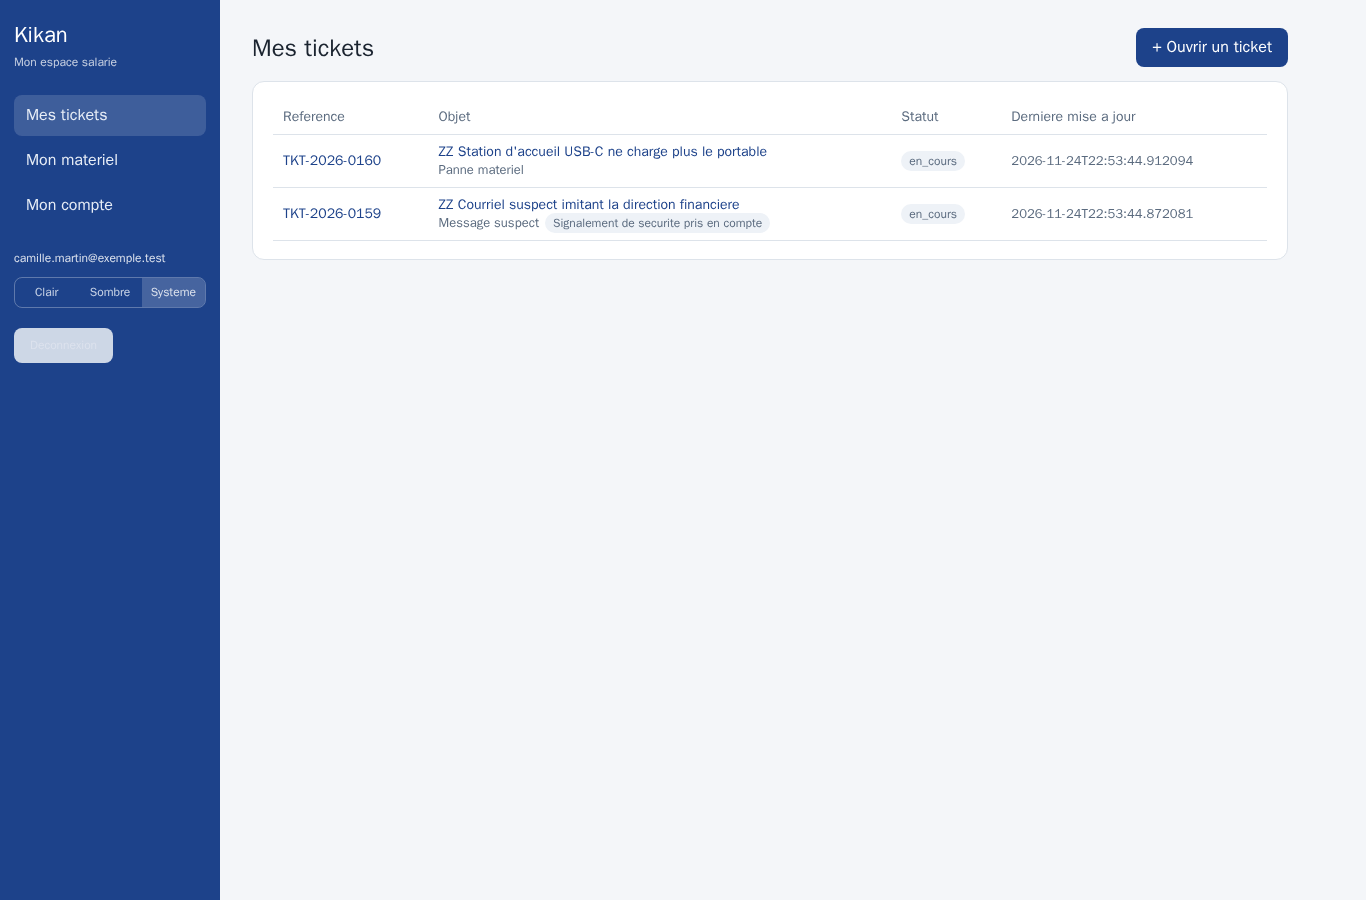 Kikan
Mon espace salarie
Mes tickets
Mon materiel
Mon compte
camille.martin@exemple.test
Clair Sombre Systeme
Deconnexion
Mes tickets
+ Ouvrir un ticket
Reference Objet Statut Derniere mise a jour
TKT-2026-0160 ZZ Station d'accueil USB-C ne charge plus le portable en_cours 2026-11-24T22:53:44.912094
Panne materiel
TKT-2026-0159 ZZ Courriel suspect imitant la direction financiere en_cours 2026-11-24T22:53:44.872081
Message suspect Signalement de securite pris en compte